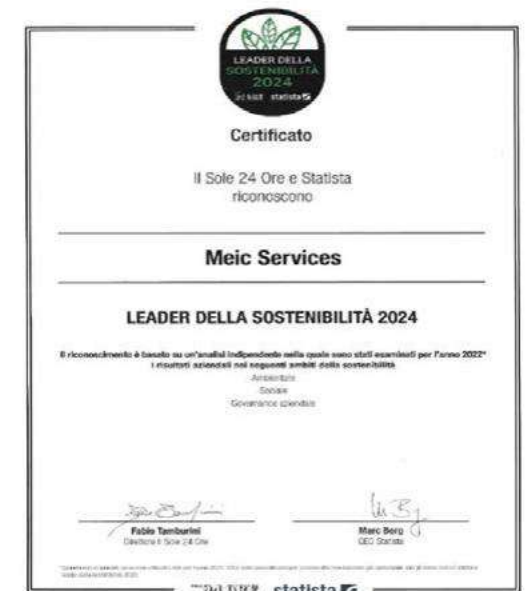 LEADER DELLA
SOSTENIBILITÀ
2024
statista
Certificato
Il Sole 24 Ore e Statista
riconoscono
Meic Services
LEADER DELLA SOSTENIBILITÀ 2024
Il riconoscimento è basato su un'analisi indipendente nella quale sono stati esaminati per l'anno 2022*
i risultati aziendali nei seguenti ambiti della sostenibilità
Ambientale
Sociale
Governance aziendale
Fabio Tamburini
Direttore Il Sole 24 Ore
Marc Berg
CEO Statista
statista